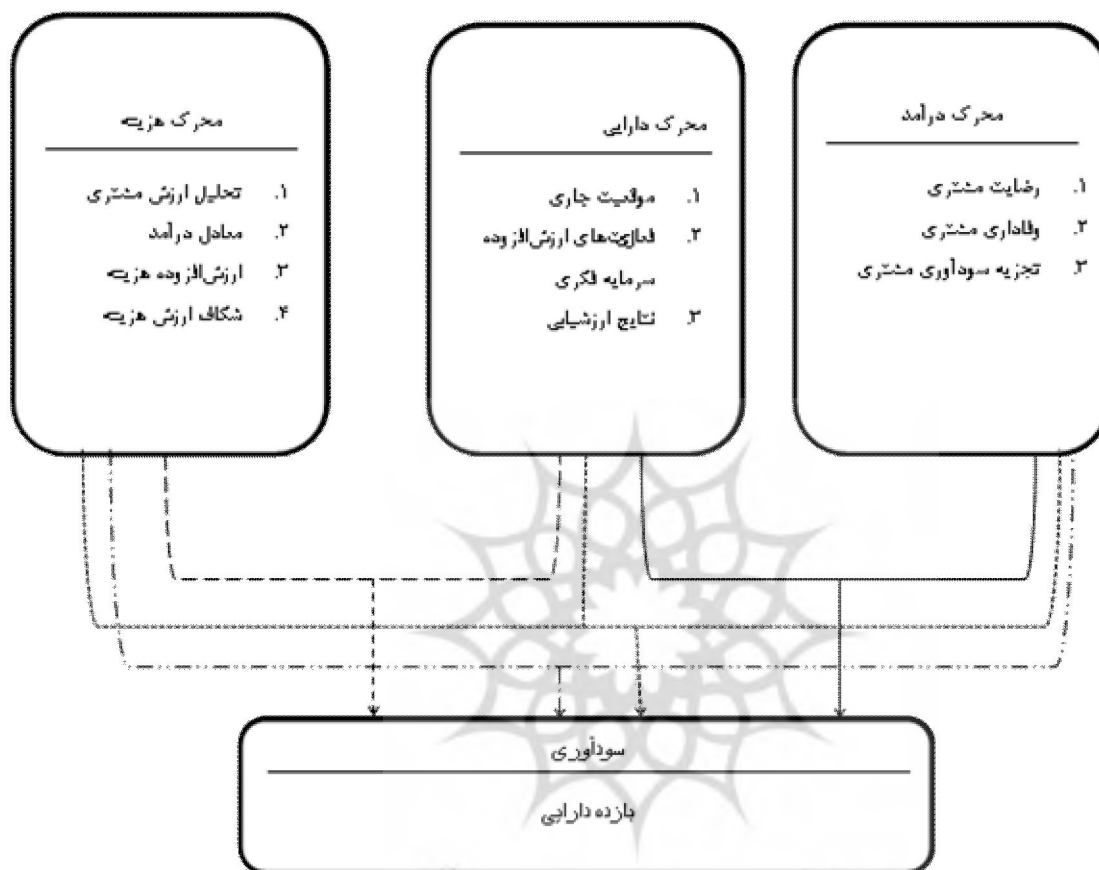 محرک درآمد
۱. رضایت مشتری
۲. وفاداری مشتری
۳. تجزیه سودآوری مشتری
محرک دارایی
۱. موقعیت جاری
۲. فعالیت‌های ارزش‌افزوده
سرمایه فکری
۳. نتایج ارزشیابی
محرک هزینه
۱. تحلیل ارزش مشتری
۲. معادل درآمد
۳. ارزش‌افزوده هزینه
۴. شکاف ارزش هزینه
سودآوری
بازده دارایی